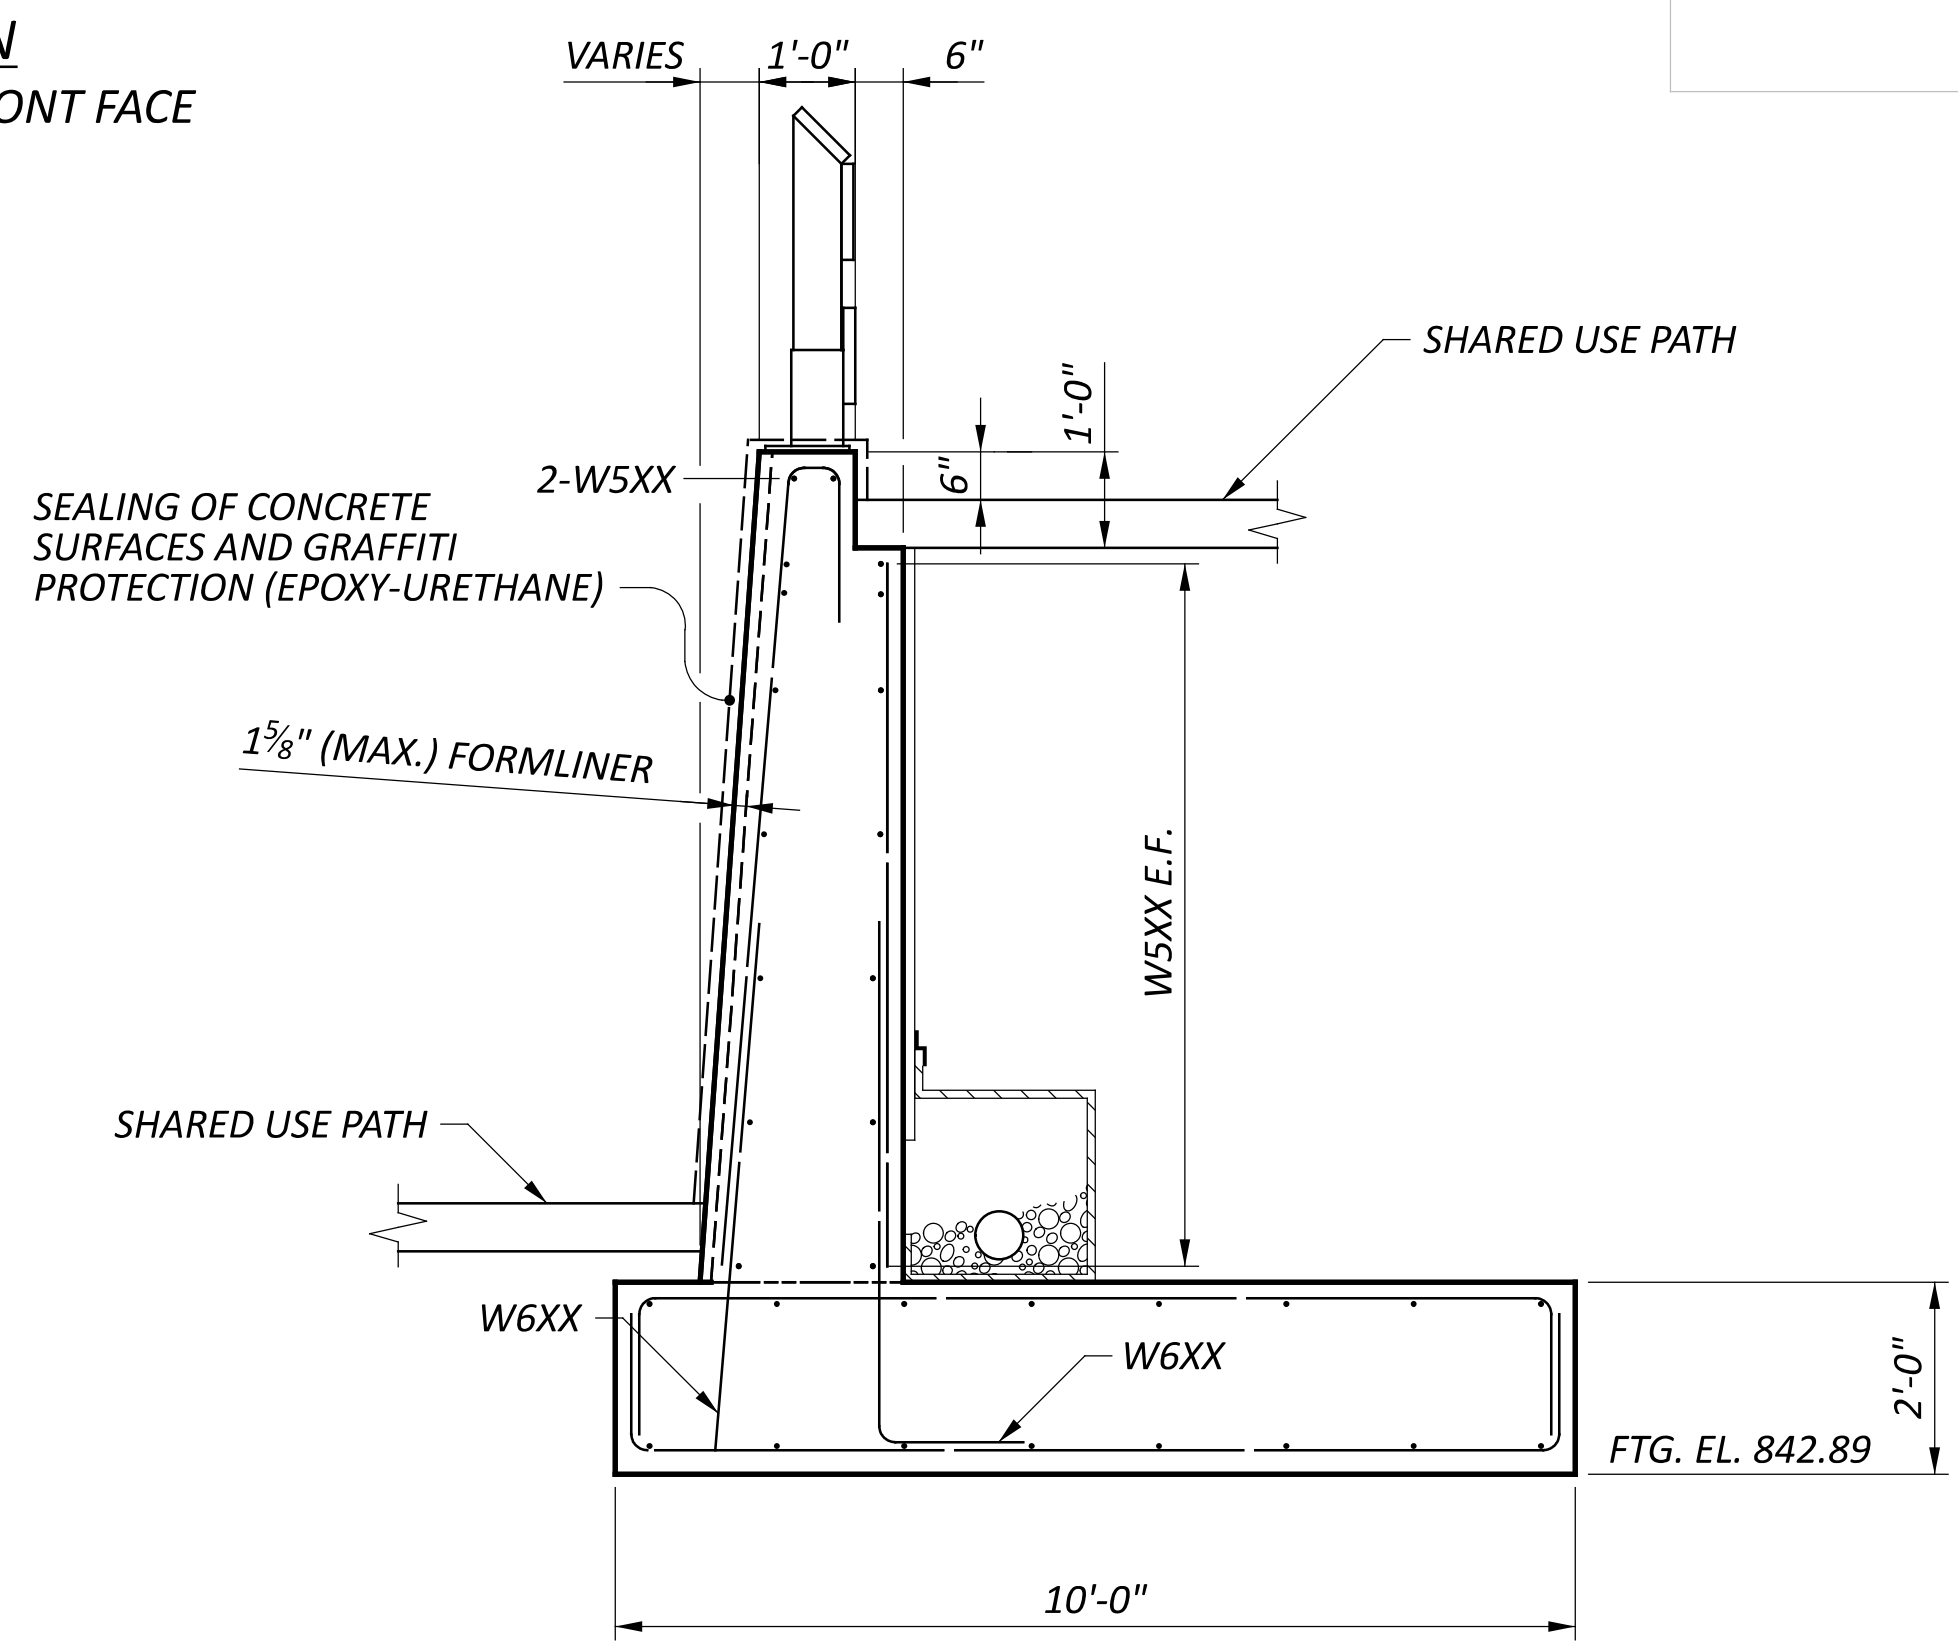 N
ONT FACE
VARIES 1'-0" 6"
SHARED USE PATH
1'-0"
6"
2-W5XX
SEALING OF CONCRETE
SURFACES AND GRAFFITI
PROTECTION (EPOXY-URETHANE)
1⅝" (MAX.) FORMLINER
W5XX E.F.
SHARED USE PATH
W6XX
W6XX
2'-0"
FTG. EL. 842.89
10'-0"